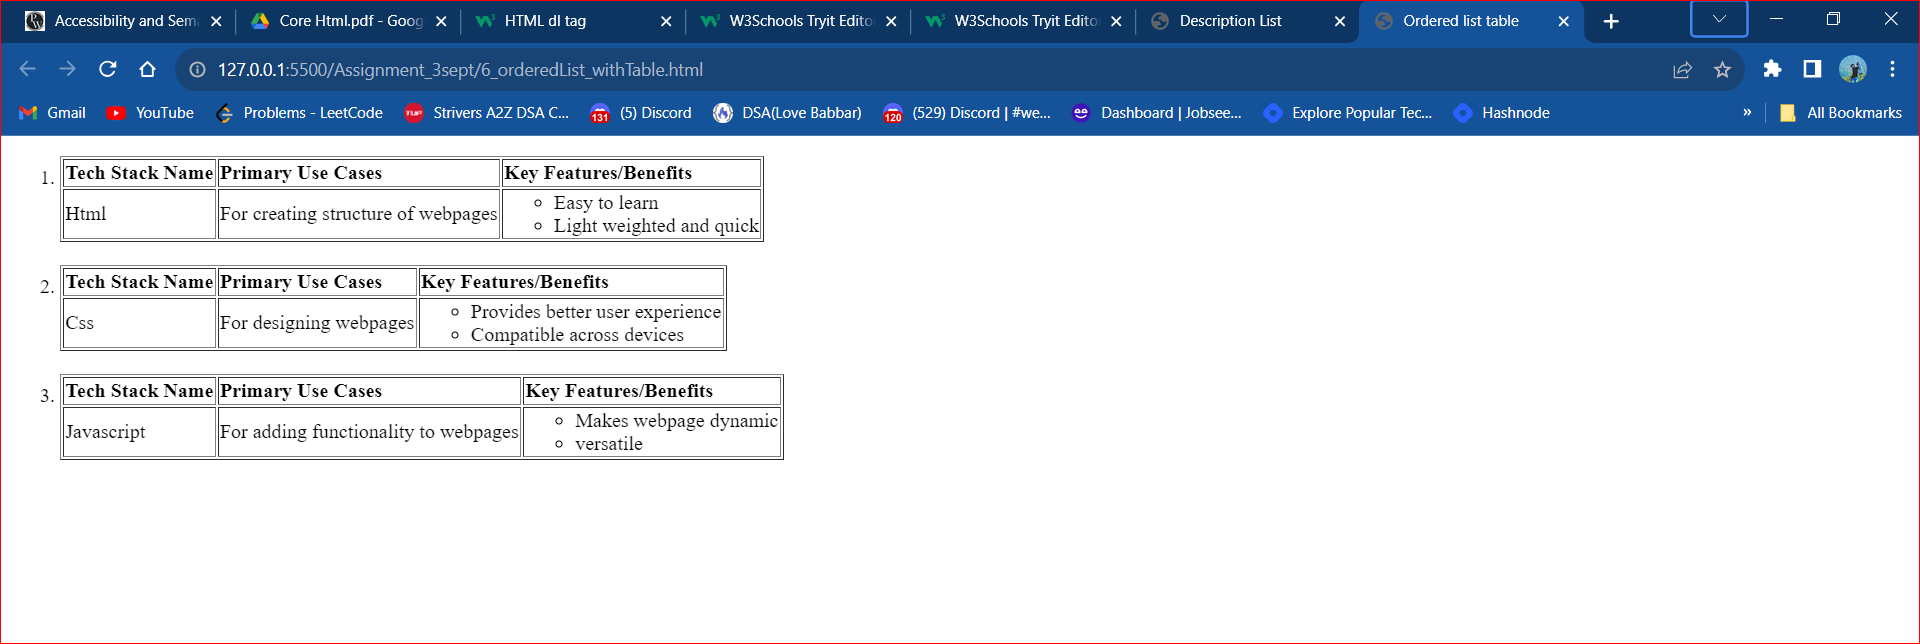 Accessibility and Sem
Core Html.pdf - Goog
HTML dl tag
W3Schools Tryit Edito
W3Schools Tryit Edito
Description List
Ordered list table
127.0.0.1:5500/Assignment_3sept/6_orderedList_withTable.html
Gmail YouTube Problems - LeetCode TUF Strivers A2Z DSA C... 131 (5) Discord DSA(Love Babbar) 120 (529) Discord | #we... Dashboard | Jobsee... Explore Popular Tec... Hashnode » All Bookmarks
1. Tech Stack Name Primary Use Cases Key Features/Benefits
Html For creating structure of webpages
Easy to learn
Light weighted and quick
2. Tech Stack Name Primary Use Cases Key Features/Benefits
Css For designing webpages
Provides better user experience
Compatible across devices
3. Tech Stack Name Primary Use Cases Key Features/Benefits
Javascript For adding functionality to webpages
Makes webpage dynamic
versatile